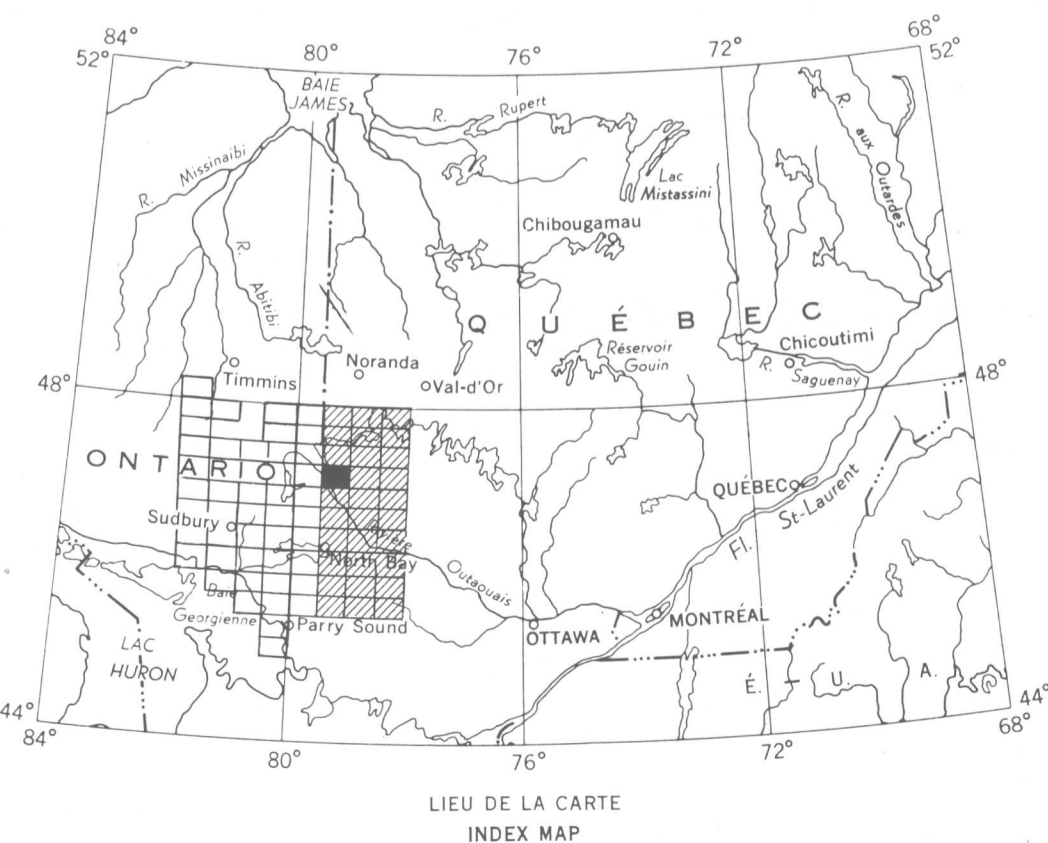 84°
80°
76°
72°
68°
52°
52°
BAIE
JAMES
R. Rupert
R. aux Outardes
R. Missinaibi
Lac
Mistassini
Chibougamau
R. Abitibi
QUÉBEC
Chicoutimi
Réservoir
Gouin
R. Saguenay
Noranda
Timmins
Val-d'Or
48°
48°
ONTARIO
QUÉBEC
Fl. St-Laurent
Sudbury
North Bay
Outaouais
Baie
Georgienne
Parry Sound
OTTAWA
MONTRÉAL
LAC
HURON
É. - U. A.
44°
44°
84°
80°
76°
72°
68°
LIEU DE LA CARTE
INDEX MAP